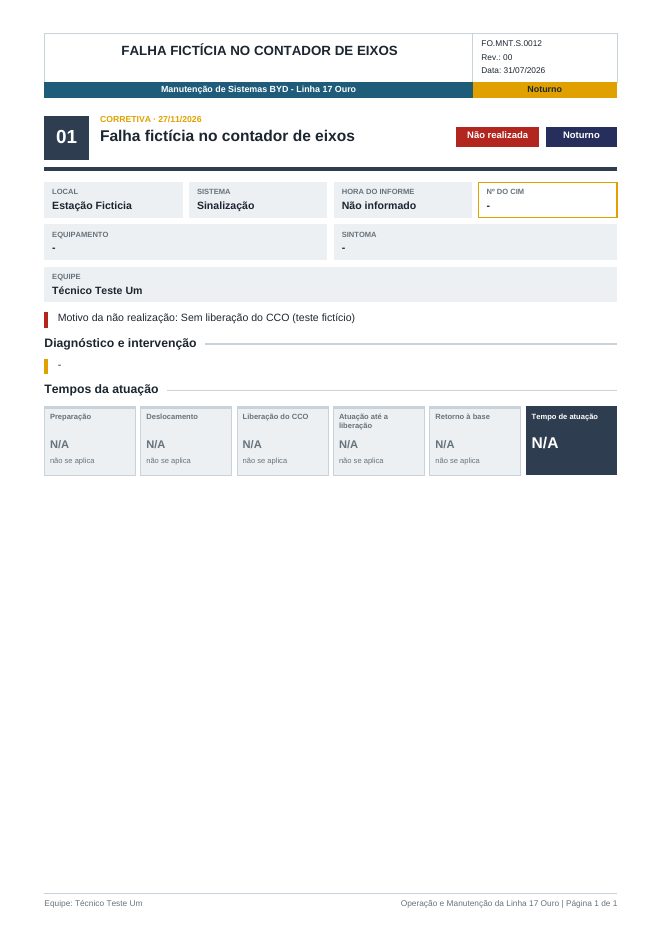 FALHA FICTÍCIA NO CONTADOR DE EIXOS
FO.MNT.S.0012
Rev.: 00
Data: 31/07/2026
Manutenção de Sistemas BYD - Linha 17 Ouro
Noturno
01
CORRETIVA · 27/11/2026
Falha fictícia no contador de eixos
Não realizada
Noturno
LOCAL
Estação Ficticia
SISTEMA
Sinalização
HORA DO INFORME
Não informado
Nº DO CIM
-
EQUIPAMENTO
-
SINTOMA
-
EQUIPE
Técnico Teste Um
Motivo da não realização: Sem liberação do CCO (teste fictício)
Diagnóstico e intervenção
-
Tempos da atuação
Preparação
N/A
não se aplica
Deslocamento
N/A
não se aplica
Liberação do CCO
N/A
não se aplica
Atuação até a
liberação
N/A
não se aplica
Retorno à base
N/A
não se aplica
Tempo de atuação
N/A
Equipe: Técnico Teste Um
Operação e Manutenção da Linha 17 Ouro | Página 1 de 1